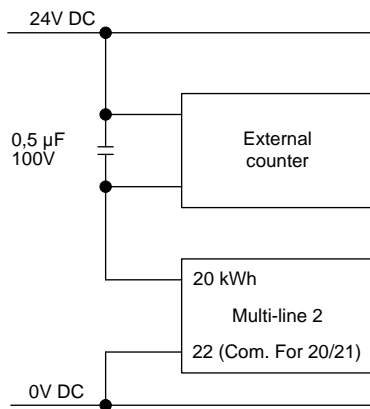 24V DC
0,5 µF
100V
External
counter
20 kWh
Multi-line 2
22 (Com. For 20/21)
0V DC